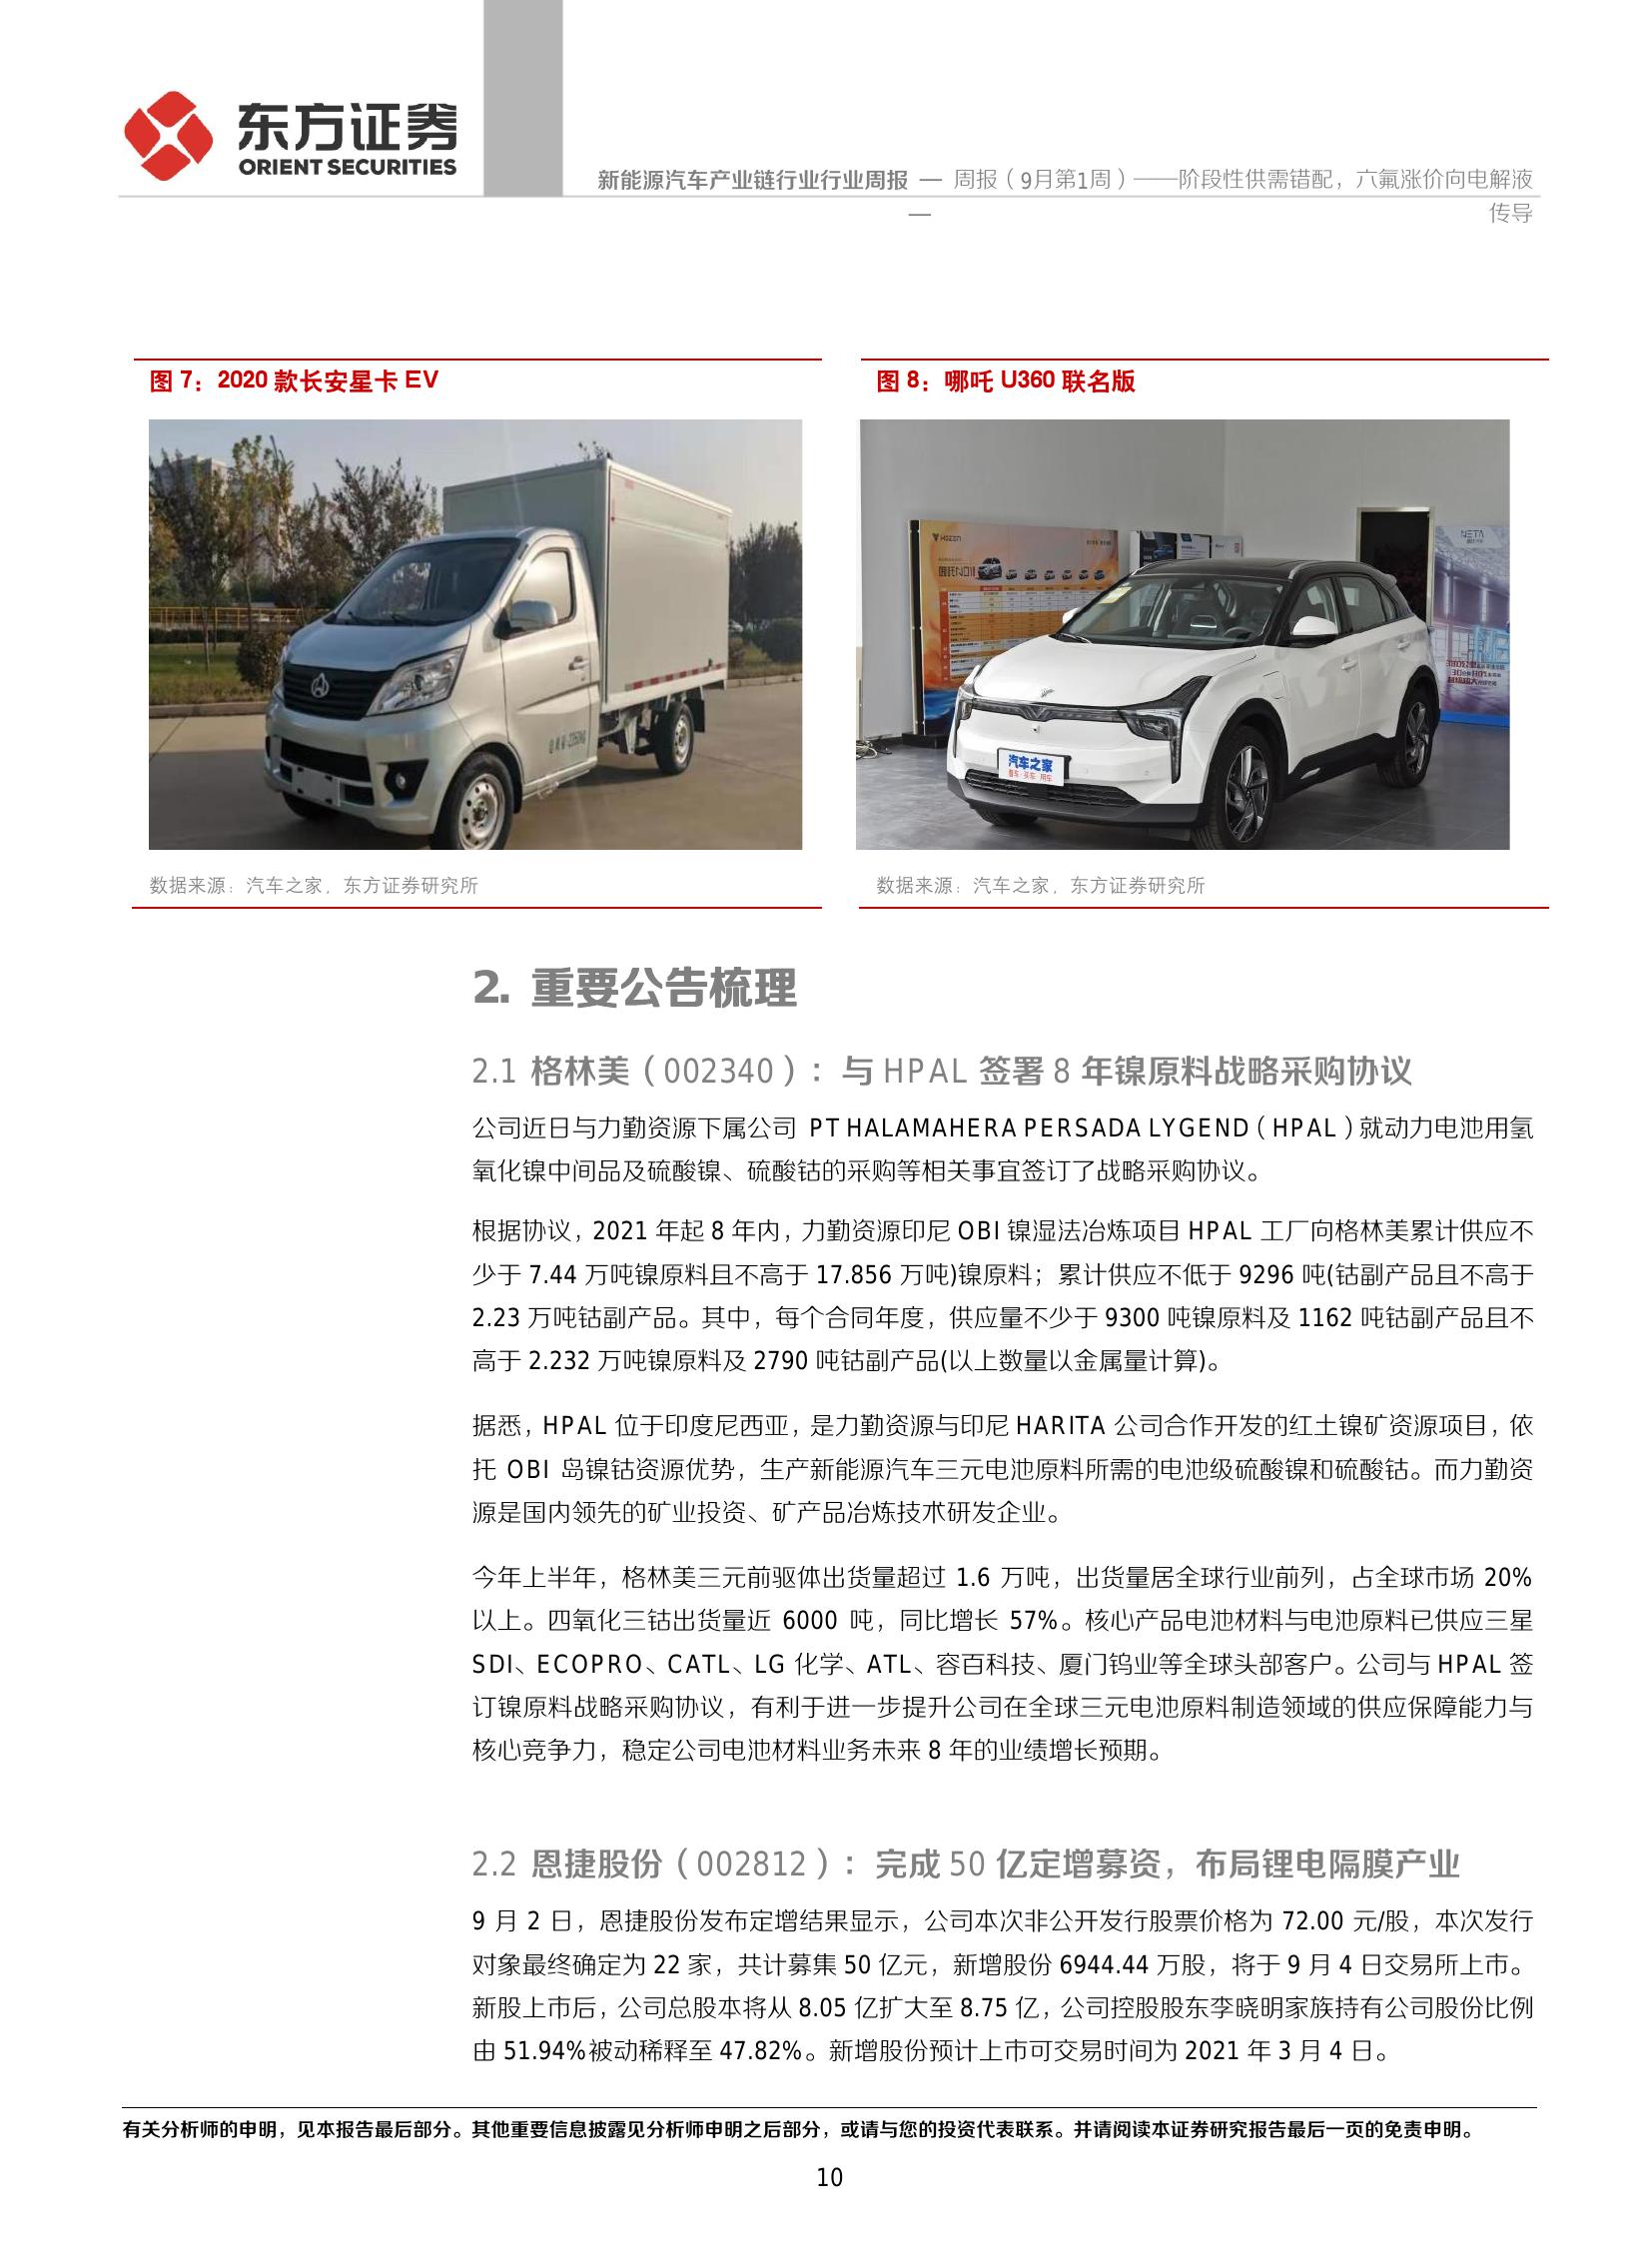 东方证券
ORIENT SECURITIES
新能源汽车产业链行业行业周报 — 周报（9月第1周）——阶段性供需错配，六氟涨价向电解液
—
传导
图 7：2020 款长安星卡 EV
图 8：哪吒 U360 联名版
HOZON
NETA
汽车之家
看车·买车·用车
数据来源：汽车之家，东方证券研究所
数据来源：汽车之家，东方证券研究所
2. 重要公告梳理
2.1 格林美（002340）：与 HPAL 签署 8 年镍原料战略采购协议
公司近日与力勤资源下属公司 PT HALAMAHERA PERSADA LYGEND（HPAL）就动力电池用氢
氧化镍中间品及硫酸镍、硫酸钴的采购等相关事宜签订了战略采购协议。
根据协议，2021 年起 8 年内，力勤资源印尼 OBI 镍湿法冶炼项目 HPAL 工厂向格林美累计供应不
少于 7.44 万吨镍原料且不高于 17.856 万吨)镍原料；累计供应不低于 9296 吨(钴副产品且不高于
2.23 万吨钴副产品。其中，每个合同年度，供应量不少于 9300 吨镍原料及 1162 吨钴副产品且不
高于 2.232 万吨镍原料及 2790 吨钴副产品(以上数量以金属量计算)。
据悉，HPAL 位于印度尼西亚，是力勤资源与印尼 HARITA 公司合作开发的红土镍矿资源项目，依
托 OBI 岛镍钴资源优势，生产新能源汽车三元电池原料所需的电池级硫酸镍和硫酸钴。而力勤资
源是国内领先的矿业投资、矿产品冶炼技术研发企业。
今年上半年，格林美三元前驱体出货量超过 1.6 万吨，出货量居全球行业前列，占全球市场 20%
以上。四氧化三钴出货量近 6000 吨，同比增长 57%。核心产品电池材料与电池原料已供应三星
SDI、ECOPRO、CATL、LG 化学、ATL、容百科技、厦门钨业等全球头部客户。公司与 HPAL 签
订镍原料战略采购协议，有利于进一步提升公司在全球三元电池原料制造领域的供应保障能力与
核心竞争力，稳定公司电池材料业务未来 8 年的业绩增长预期。
2.2 恩捷股份（002812）：完成 50 亿定增募资，布局锂电隔膜产业
9 月 2 日，恩捷股份发布定增结果显示，公司本次非公开发行股票价格为 72.00 元/股，本次发行
对象最终确定为 22 家，共计募集 50 亿元，新增股份 6944.44 万股，将于 9 月 4 日交易所上市。
新股上市后，公司总股本将从 8.05 亿扩大至 8.75 亿，公司控股股东李晓明家族持有公司股份比例
由 51.94%被动稀释至 47.82%。新增股份预计上市可交易时间为 2021 年 3 月 4 日。
有关分析师的申明，见本报告最后部分。其他重要信息披露见分析师申明之后部分，或请与您的投资代表联系。并请阅读本证券研究报告最后一页的免责申明。
10